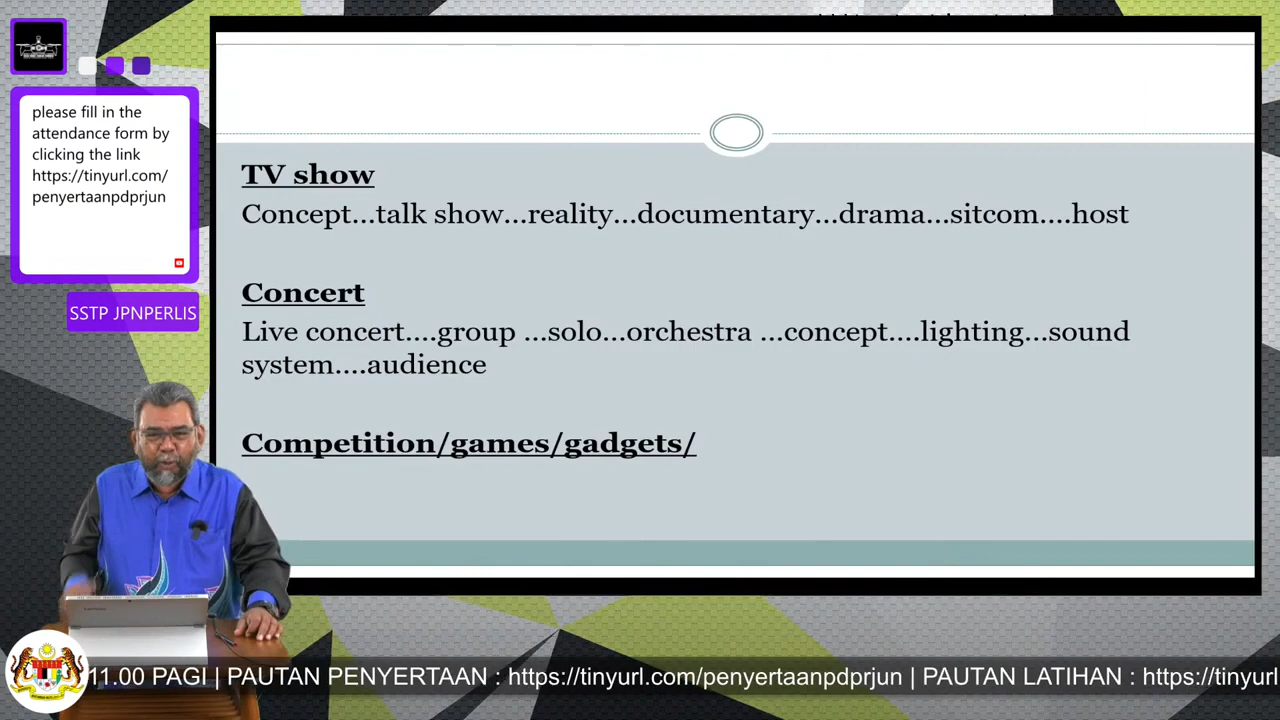 please fill in the
attendance form by
clicking the link
https://tinyurl.com/
penyertaanpdprjun
SSTP JPNPERLIS
TV show
Concept...talk show...reality...documentary...drama...sitcom....host
Concert
Live concert....group ...solo...orchestra ...concept....lighting...sound
system....audience
Competition/games/gadgets/
11.00 PAGI | PAUTAN PENYERTAAN : https://tinyurl.com/penyertaanpdprjun | PAUTAN LATIHAN : https://tinyurl